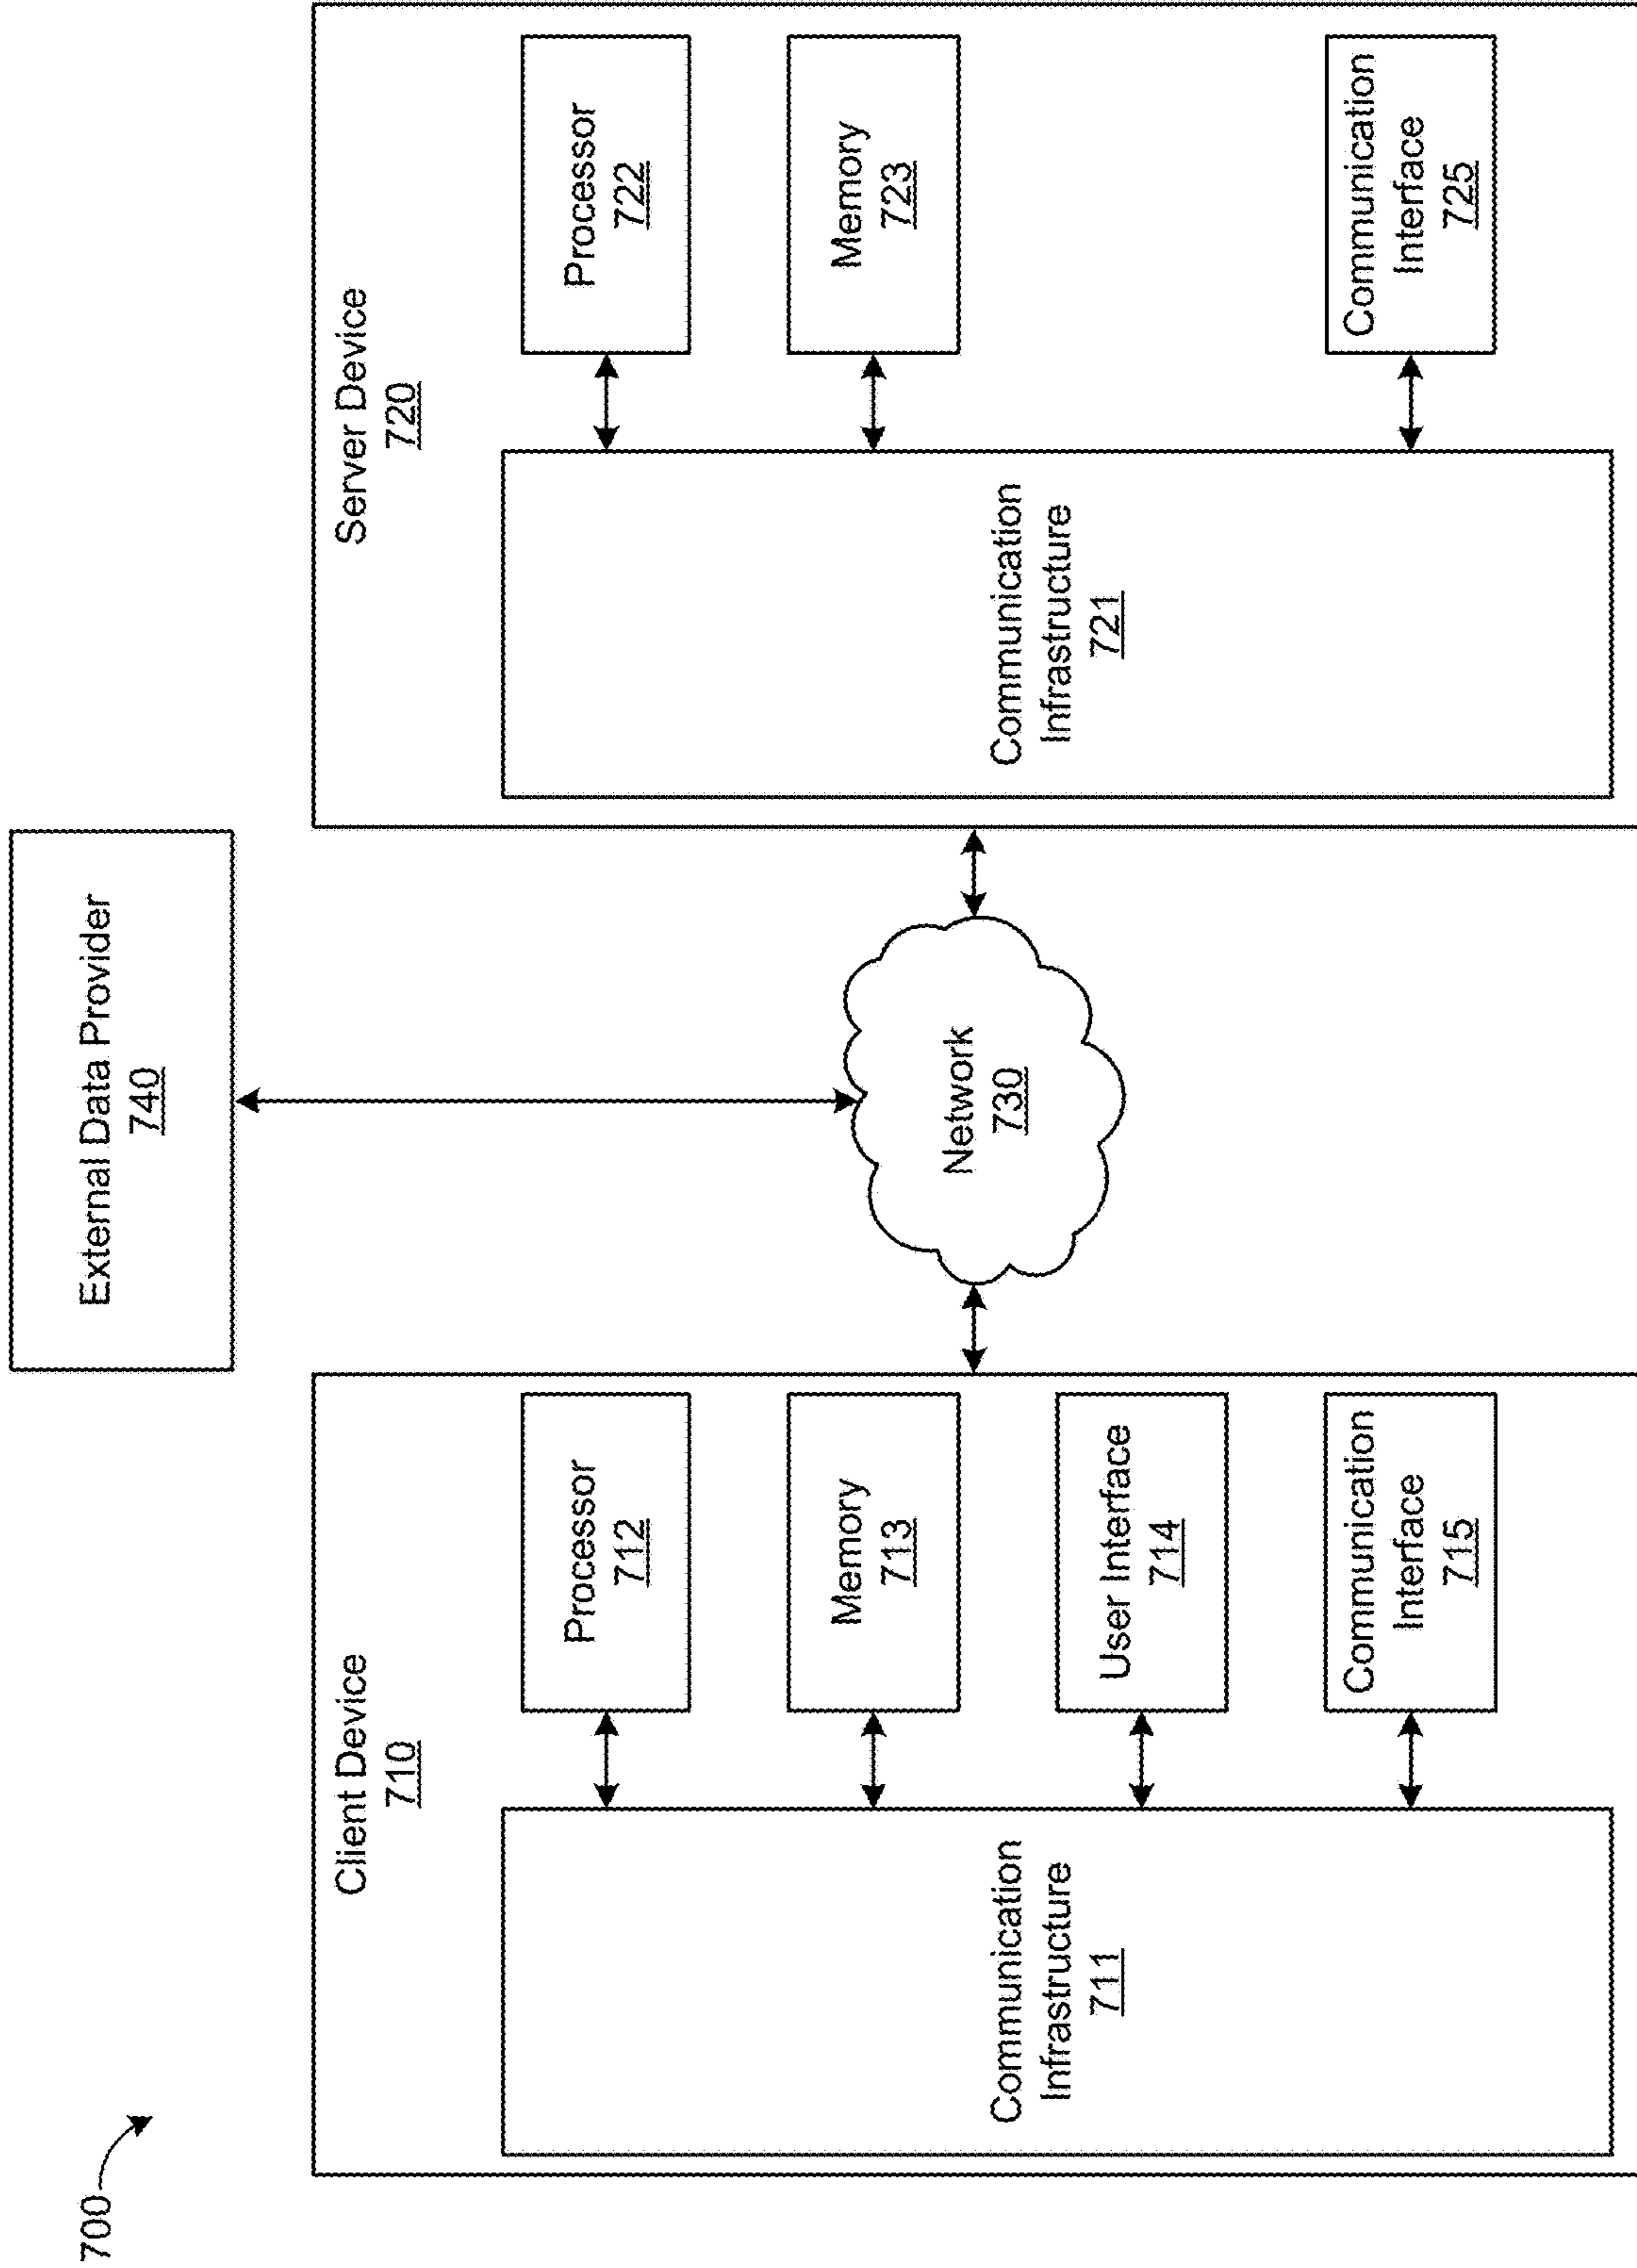 700
External Data Provider
740
Client Device
710
Communication
Infrastructure
711
Processor
712
Memory
713
User Interface
714
Communication
Interface
715
Network
730
Server Device
720
Communication
Infrastructure
721
Processor
722
Memory
723
Communication
Interface
725